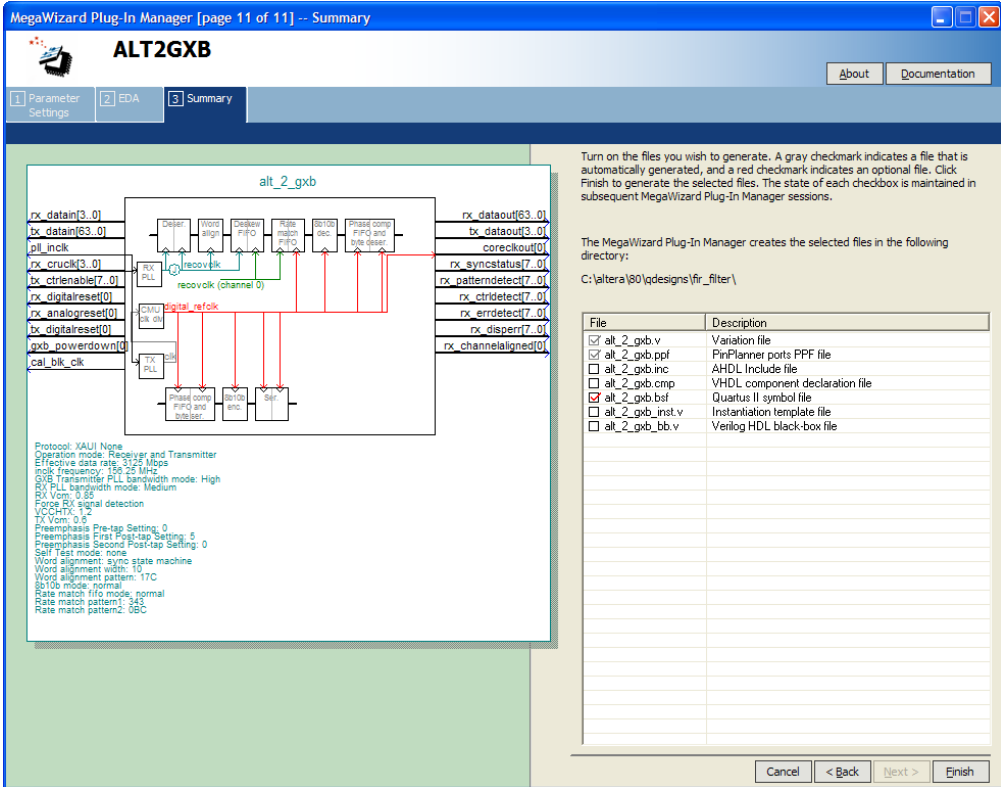 MegaWizard Plug-In Manager [page 11 of 11] -- Summary
ALT2GXB
About
Documentation
1 Parameter Settings
2 EDA
3 Summary
alt_2_gxb
rx_datain[3..0]
tx_datain[63..0]
pll_inclk
rx_cruclk[3..0]
tx_ctrlenable[7..0]
rx_digitalreset[0]
rx_analogreset[0]
tx_digitalreset[0]
gxb_powerdown[0]
cal_blk_clk
Deser.
Word
align
Deskew
FIFO
Rate
match
FIFO
8b10b
dec.
Phase comp
FIFO and
byte deser.
RX
PLL
recovclk
recovclk (channel 0)
CMU
clk div
digital_refclk
TX
PLL
clk
Phase comp
FIFO and
byteser.
8b10b
enc.
Ser.
rx_dataout[63..0]
tx_dataout[3..0]
coreclkout[0]
rx_syncstatus[7..0]
rx_patterndetect[7..0]
rx_ctrldetect[7..0]
rx_errdetect[7..0]
rx_disperr[7..0]
rx_channelaligned[0]
Protocol: XAUI None
Operation mode: Receiver and Transmitter
Effective data rate: 3125 Mbps
inclk frequency: 156.25 MHz
GXB Transmitter PLL bandwidth mode: High
RX PLL bandwidth mode: Medium
RX Vcm: 0.85
Force RX signal detection
VCCHTX: 1.2
TX Vcm: 0.6
Preemphasis Pre-tap Setting: 0
Preemphasis First Post-tap Setting: 5
Preemphasis Second Post-tap Setting: 0
Self Test mode: none
Word alignment: sync state machine
Word alignment width: 10
Word alignment pattern: 17C
8b10b mode: normal
Rate match fifo mode: normal
Rate match pattern1: 343
Rate match pattern2: 0BC
Turn on the files you wish to generate. A gray checkmark indicates a file that is
automatically generated, and a red checkmark indicates an optional file. Click
Finish to generate the selected files. The state of each checkbox is maintained in
subsequent MegaWizard Plug-In Manager sessions.
The MegaWizard Plug-In Manager creates the selected files in the following
directory:
C:\altera\80\qdesigns\fir_filter\
File Description
alt_2_gxb.v Variation file
alt_2_gxb.ppf PinPlanner ports PPF file
alt_2_gxb.inc AHDL Include file
alt_2_gxb.cmp VHDL component declaration file
alt_2_gxb.bsf Quartus II symbol file
alt_2_gxb_inst.v Instantiation template file
alt_2_gxb_bb.v Verilog HDL black-box file
Cancel
< Back
Next >
Finish